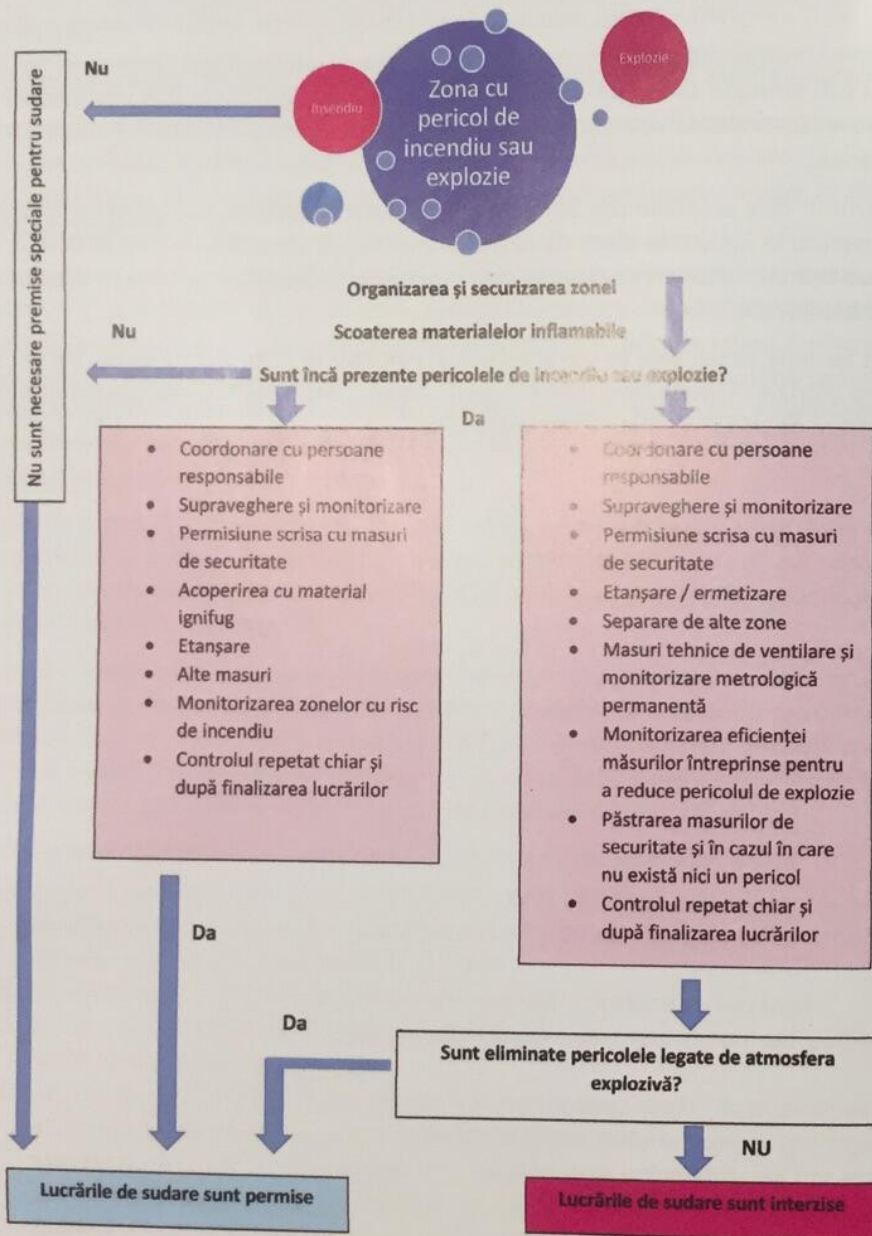 Nu sunt necesare premise speciale pentru sudare
Nu
Insendiu
Zona cu
pericol de
incendiu sau
explozie
Explozie
Organizarea și securizarea zonei
Nu
Scoaterea materialelor inflamabile
Sunt încă prezente pericolele de incendiu sau explozie?
Da
• Coordonare cu persoane
responsabile
• Supraveghere și monitorizare
• Permisiune scrisa cu masuri
de securitate
• Acoperirea cu material
ignifug
• Etanșare
• Alte masuri
• Monitorizarea zonelor cu risc
de incendiu
• Controlul repetat chiar și
după finalizarea lucrărilor
• Coordonare cu persoane
responsabile
• Supraveghere și monitorizare
• Permisiune scrisa cu masuri
de securitate
• Etanșare / ermetizare
• Separare de alte zone
• Masuri tehnice de ventilare și
monitorizare metrologică
permanentă
• Monitorizarea eficienței
măsurilor întreprinse pentru
a reduce pericolul de explozie
• Păstrarea masurilor de
securitate și în cazul în care
nu există nici un pericol
• Controlul repetat chiar și
după finalizarea lucrărilor
Da
Da
Sunt eliminate pericolele legate de atmosfera
explozivă?
NU
Lucrările de sudare sunt permise
Lucrările de sudare sunt interzise